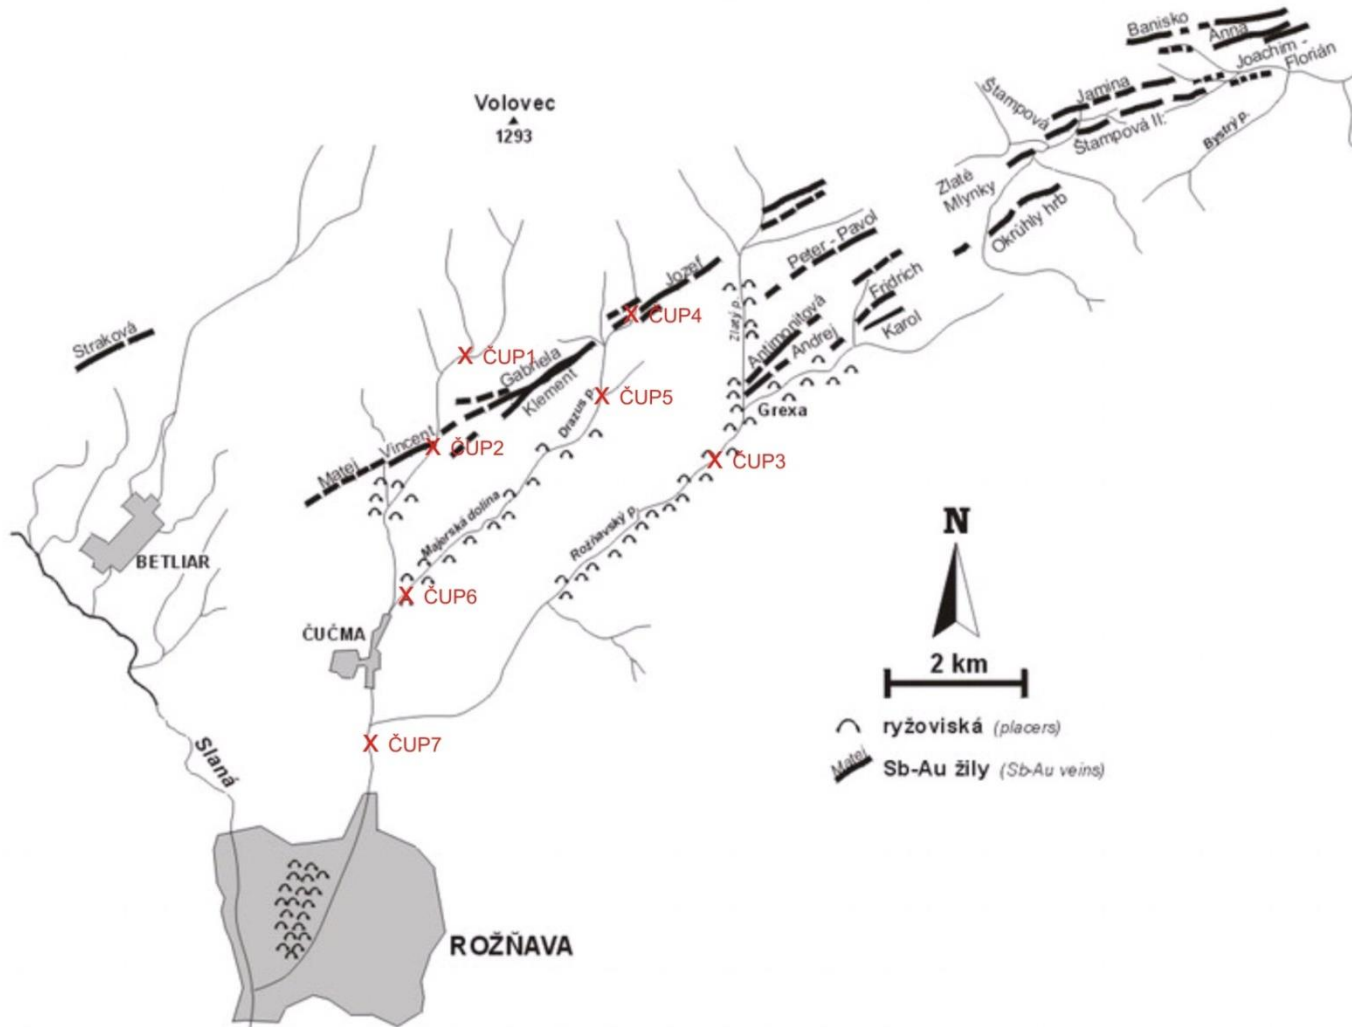 Banisko
Anna
Joachim -
Florián
Štampová
Jamina
Štampová II.
Bystrý p.
Volovec
1293
Zlaté
Mlynky
Okrúhly hrb
Peter - Pavol
Jozef
Fridrich
Karol
Zlatý p.
Antimonitová
Andrej
Straková
X ČUP4
X ČUP1
Gabriela
Klement
Drazus p.
X ČUP5
Grexa
Matej
Vincent
X ČUP2
X ČUP3
Majerská dolina
Rožňavský p.
BETLIAR
N
X ČUP6
ČUČMA
2 km
ryžoviská (placers)
X ČUP7
Matej
Sb-Au žily (Sb-Au veins)
Slaná
ROŽŇAVA